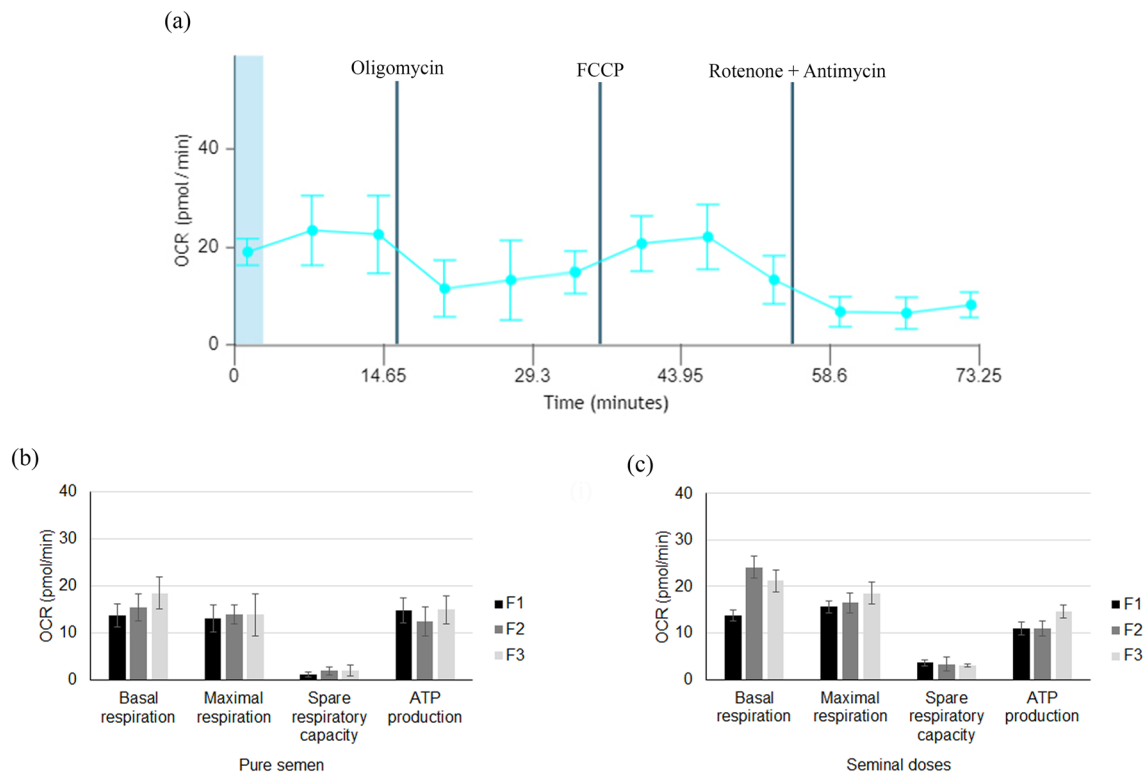 (a)
Oligomycin
FCCP
Rotenone + Antimycin
OCR (pmol / min)
40
20
0
0
14.65
29.3
43.95
58.6
73.25
Time (minutes)
(b)
OCR (pmol/min)
40
30
20
10
0
Basal
respiration
Maximal
respiration
Spare
respiratory
capacity
ATP
production
F1
F2
F3
Pure semen
(c)
OCR (pmol/min)
40
30
20
10
0
Basal
respiration
Maximal
respiration
Spare
respiratory
capacity
ATP
production
F1
F2
F3
Seminal doses